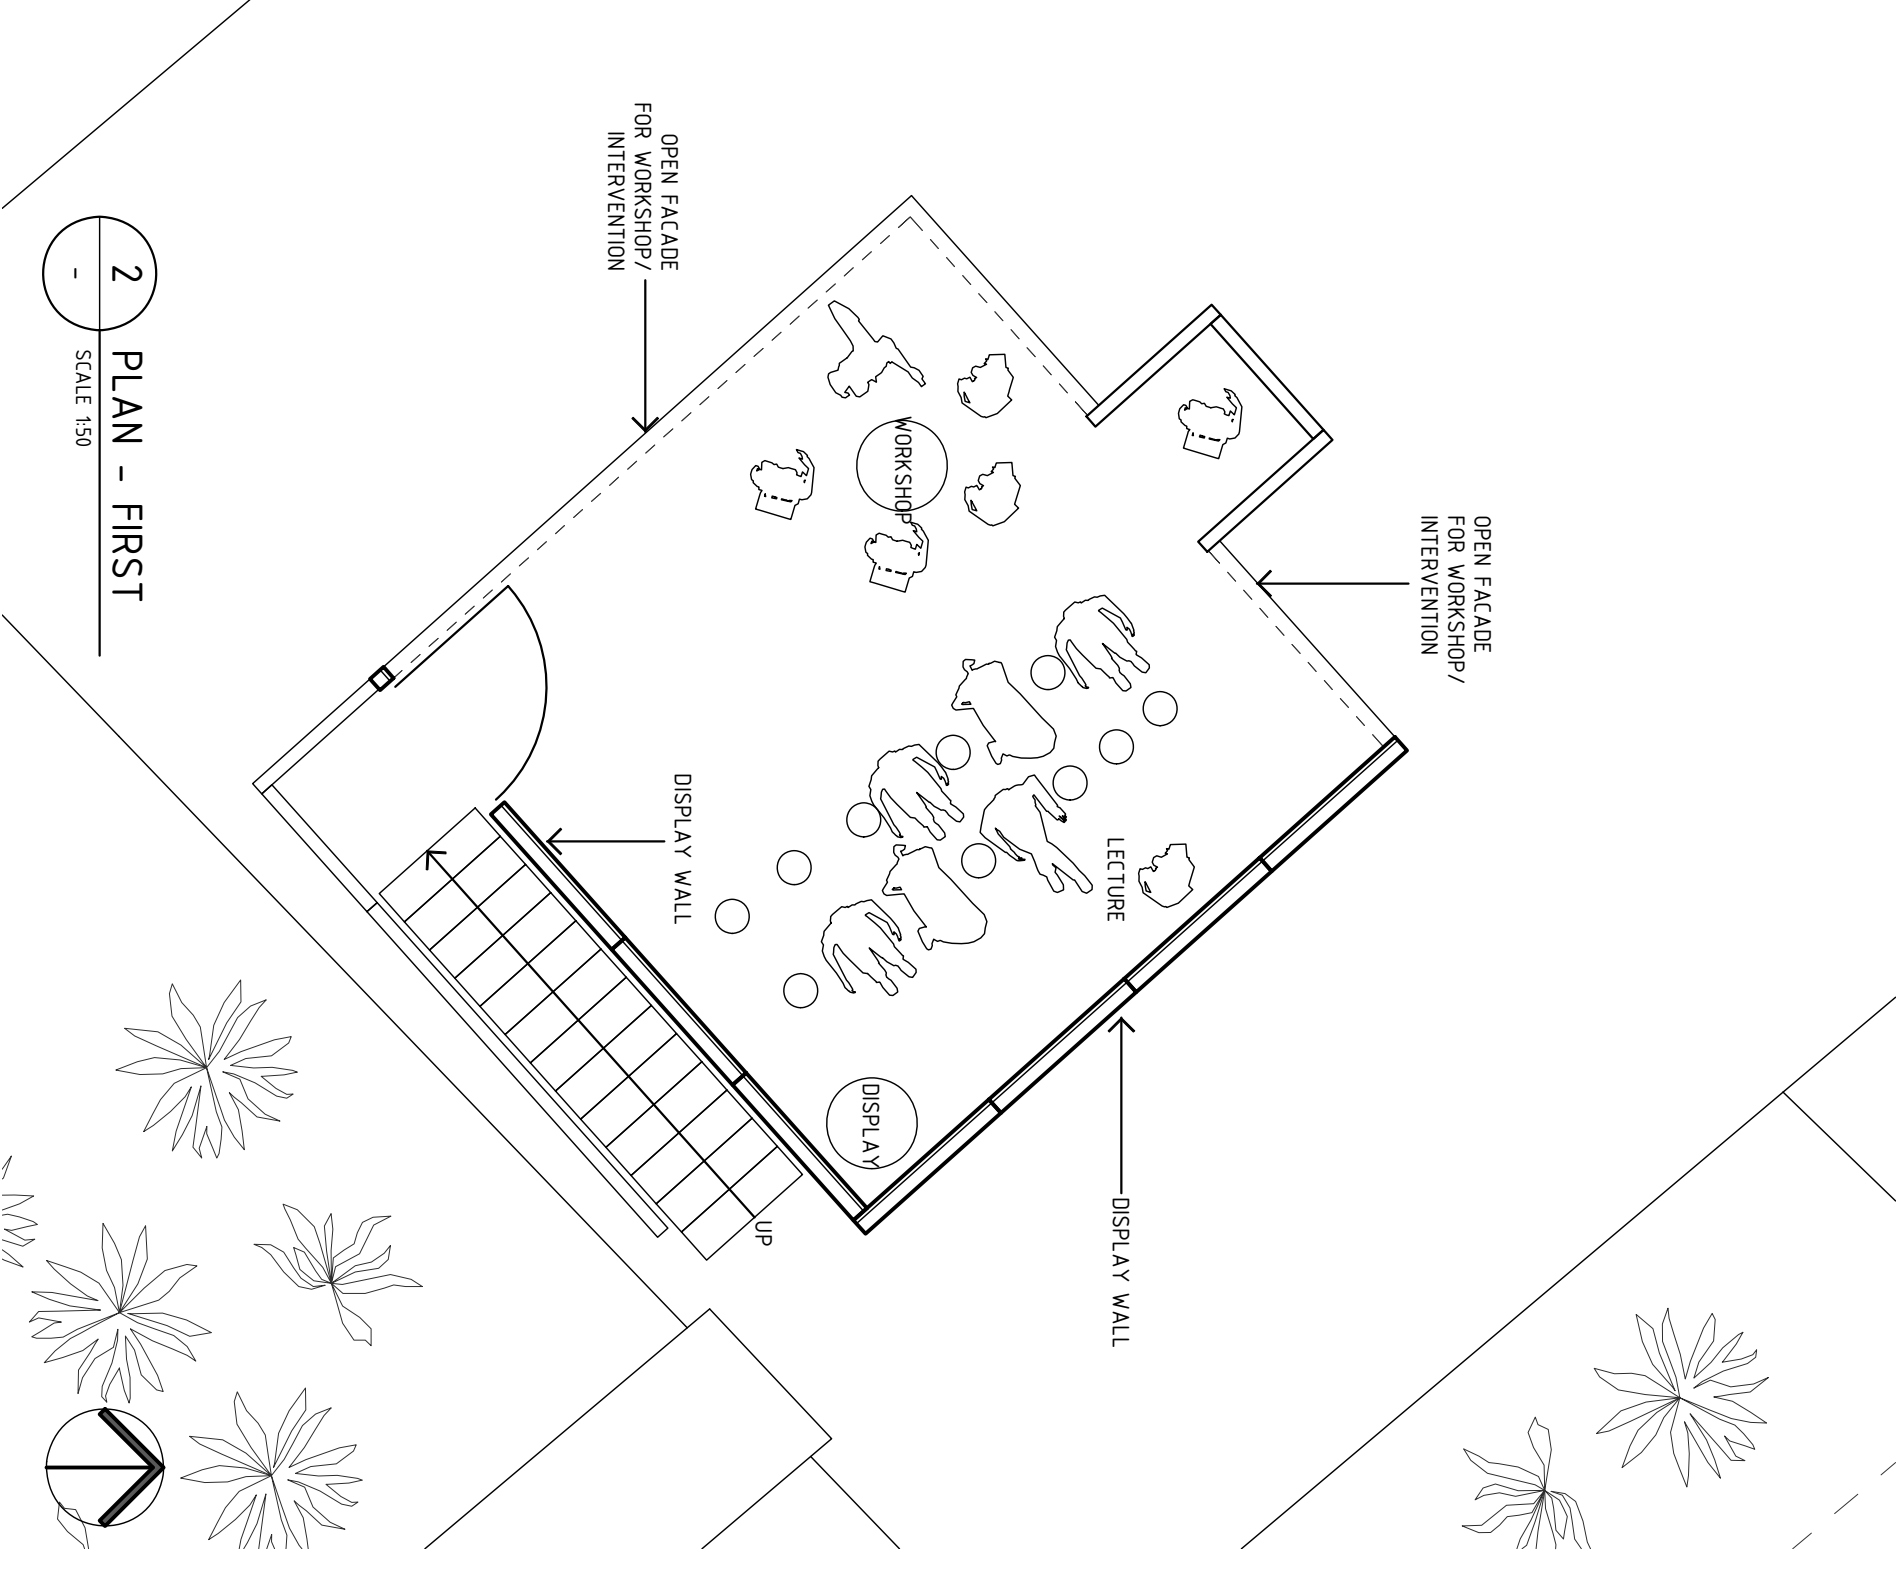 OPEN FACADE
FOR WORKSHOP/
INTERVENTION
OPEN FACADE
FOR WORKSHOP/
INTERVENTION
WORKSHOP
LECTURE
DISPLAY WALL
DISPLAY
DISPLAY WALL
UP
2
-
PLAN - FIRST
SCALE 1:50